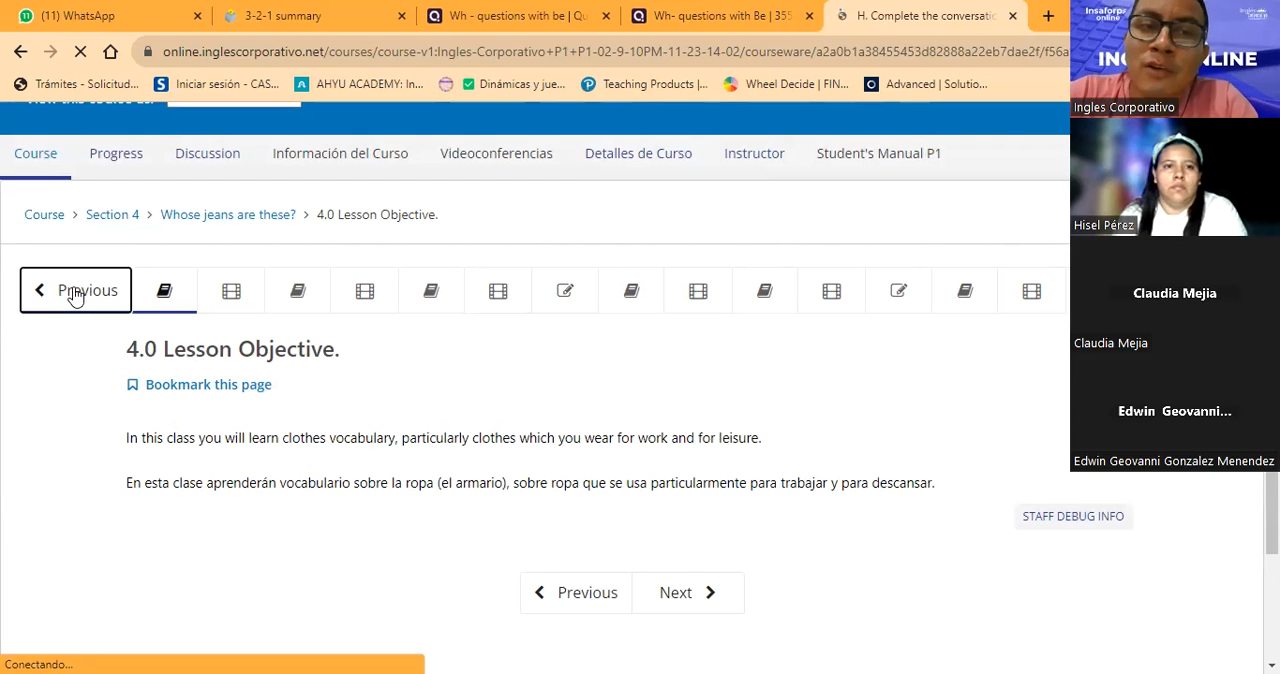 (11) WhatsApp
3-2-1 summary
Wh - questions with be | Qu
Wh- questions with Be | 355
H. Complete the conversatio
online.inglescorporativo.net/courses/course-v1:Ingles-Corporativo+P1+P1-02-9-10PM-11-23-14-02/courseware/a2a0b1a38455453d82888a22eb7dae2f/f56a
Trámites - Solicitud...
Iniciar sesión - CAS...
AHYU ACADEMY: In...
Dinámicas y jue...
Teaching Products |...
Wheel Decide | FIN...
Advanced | Solutio...
Course
Progress
Discussion
Información del Curso
Videoconferencias
Detalles de Curso
Instructor
Student's Manual P1
Course > Section 4 > Whose jeans are these? > 4.0 Lesson Objective.
Previous
4.0 Lesson Objective.
Bookmark this page
In this class you will learn clothes vocabulary, particularly clothes which you wear for work and for leisure.
En esta clase aprenderán vocabulario sobre la ropa (el armario), sobre ropa que se usa particularmente para trabajar y para descansar.
STAFF DEBUG INFO
Previous
Next
Conectando...
Insaforp
online
NLINE
Ingles Corporativo
Hisel Pérez
Claudia Mejia
Claudia Mejia
Edwin Geovanni...
Edwin Geovanni Gonzalez Menendez